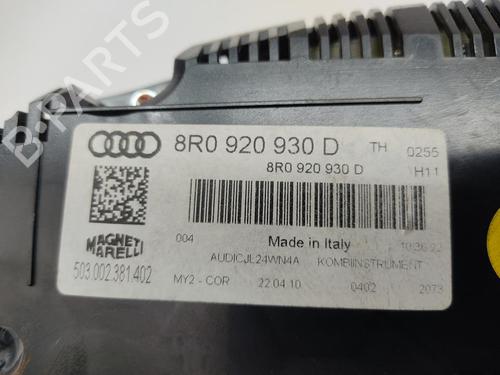 B-PARTS
8R0 920 930 D TH 0255
8R0 920 930 D H11
004 Made in Italy
MAGNETI MARELLI
AUDICJL24WN4A KOMBIINSTRUMENT
503.002.381.402
MY2 - COR 22.04.10 0402 2073